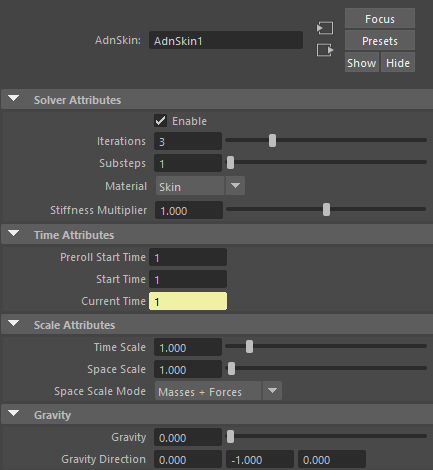 Focus
AdnSkin: AdnSkin1
Presets
Show Hide
Solver Attributes
Enable
Iterations 3
Substeps 1
Material Skin
Stiffness Multiplier 1.000
Time Attributes
Preroll Start Time 1
Start Time 1
Current Time 1
Scale Attributes
Time Scale 1.000
Space Scale 1.000
Space Scale Mode Masses + Forces
Gravity
Gravity 0.000
Gravity Direction 0.000 -1.000 0.000